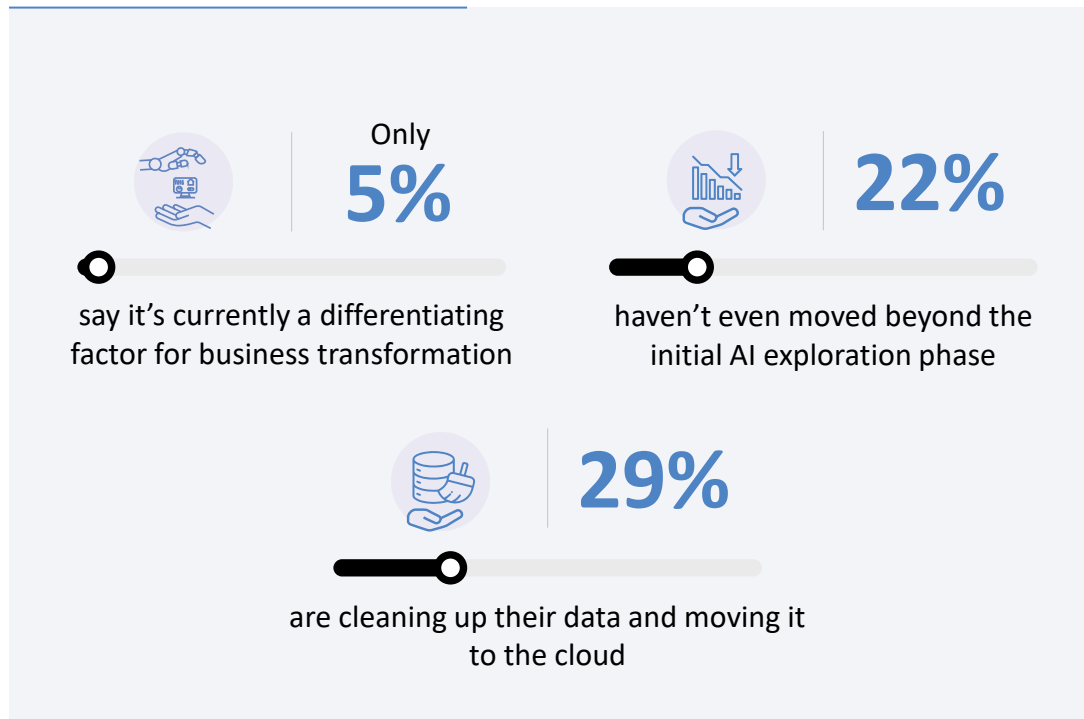 Only
5%
say it’s currently a differentiating
factor for business transformation
22%
haven’t even moved beyond the
initial AI exploration phase
29%
are cleaning up their data and moving it
to the cloud